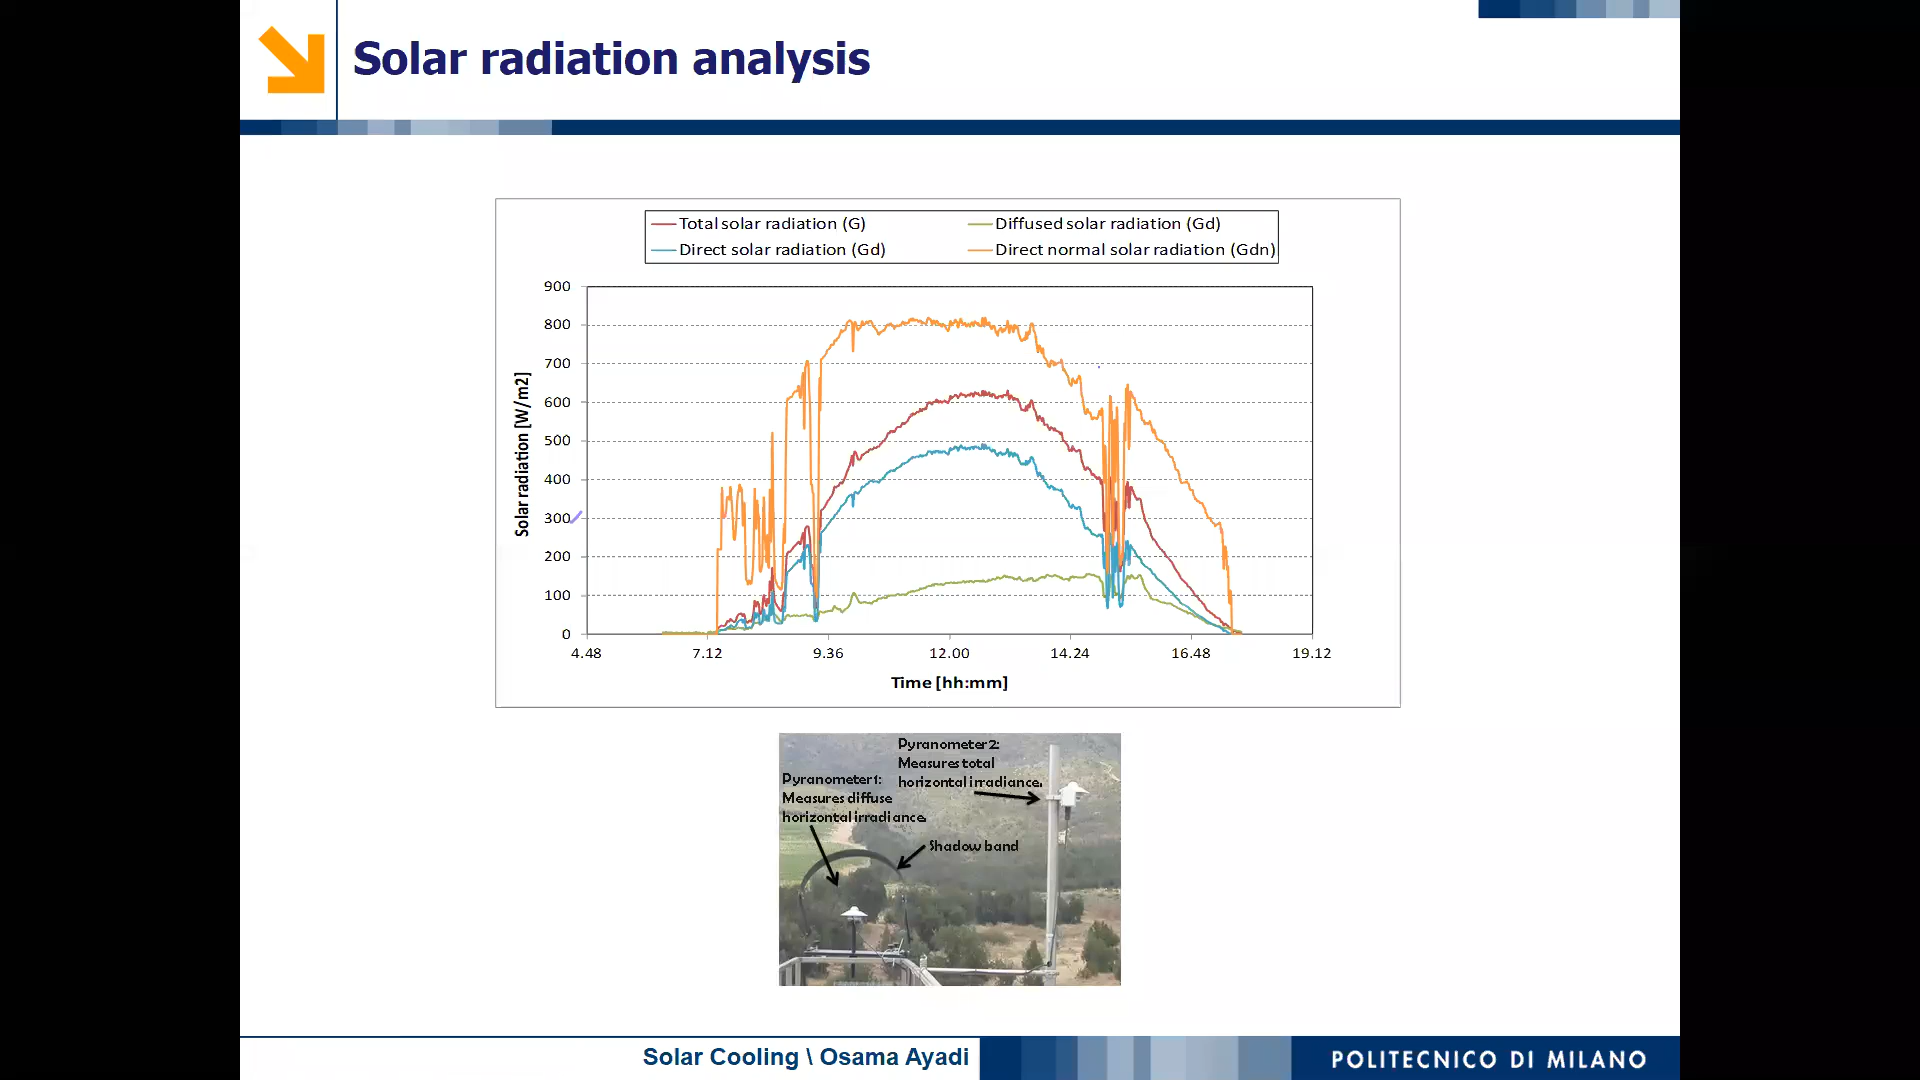 Solar radiation analysis
Total solar radiation (G)
Diffused solar radiation (Gd)
Direct solar radiation (Gd)
Direct normal solar radiation (Gdn)
Solar radiation [W/m2]
900
800
700
600
500
400
300
200
100
0
4.48 7.12 9.36 12.00 14.24 16.48 19.12
Time [hh:mm]
Pyranometer 2:
Measures total
horizontal irradiance.
Pyranometer 1:
Measures diffuse
horizontal irradiance.
Shadow band
Solar Cooling \ Osama Ayadi
POLITECNICO DI MILANO